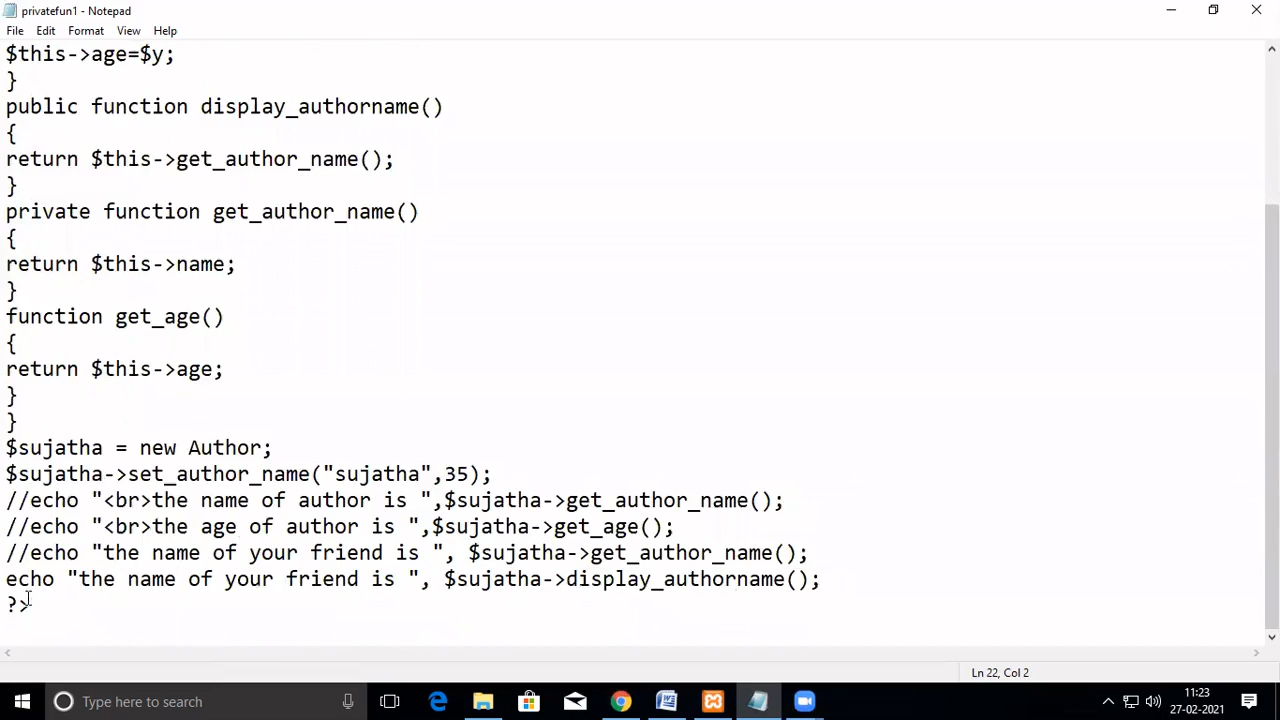 privatefun1 - Notepad
File Edit Format View Help
$this->age=$y;
}
public function display_authorname()
{
return $this->get_author_name();
}
private function get_author_name()
{
return $this->name;
}
function get_age()
{
return $this->age;
}
}
$sujatha = new Author;
$sujatha->set_author_name("sujatha",35);
//echo "<br>the name of author is ",$sujatha->get_author_name();
//echo "<br>the age of author is ",$sujatha->get_age();
//echo "the name of your friend is ", $sujatha->get_author_name();
echo "the name of your friend is ", $sujatha->display_authorname();
?>
Ln 22, Col 2
Type here to search
11:23
27-02-2021